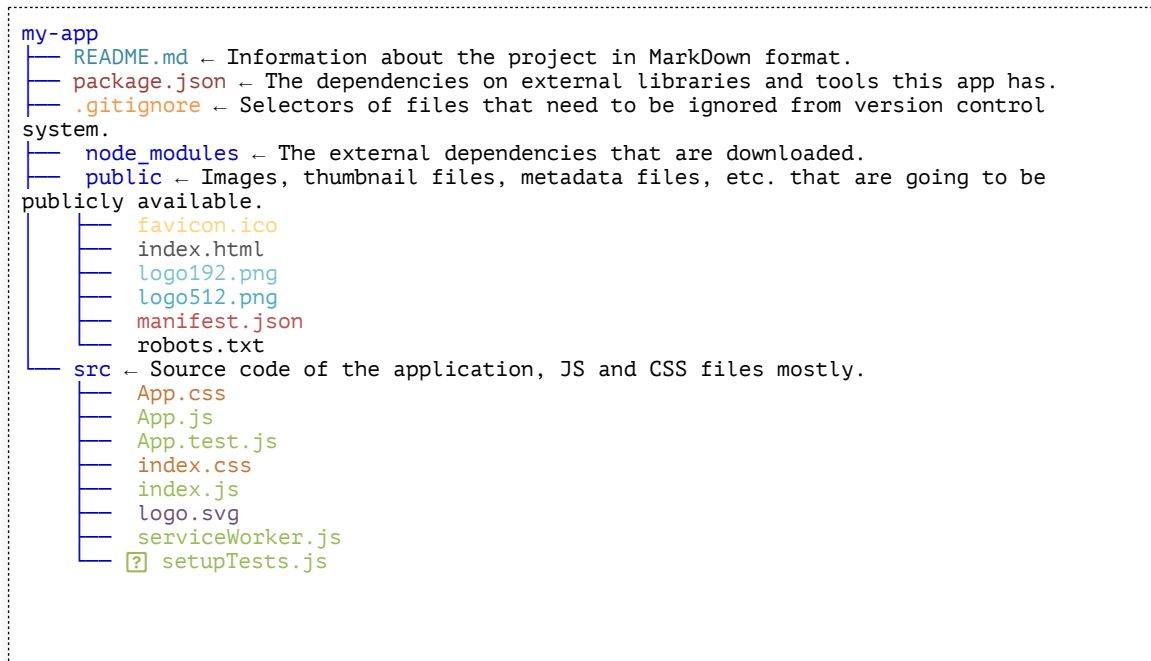 my-app
├── README.md ← Information about the project in MarkDown format.
├── package.json ← The dependencies on external libraries and tools this app has.
├── .gitignore ← Selectors of files that need to be ignored from version control
system.
├── node_modules ← The external dependencies that are downloaded.
├── public ← Images, thumbnail files, metadata files, etc. that are going to be
publicly available.
│   ├── favicon.ico
│   ├── index.html
│   ├── logo192.png
│   ├── logo512.png
│   ├── manifest.json
│   └── robots.txt
└── src ← Source code of the application, JS and CSS files mostly.
    ├── App.css
    ├── App.js
    ├── App.test.js
    ├── index.css
    ├── index.js
    ├── logo.svg
    ├── serviceWorker.js
    └── ? setupTests.js